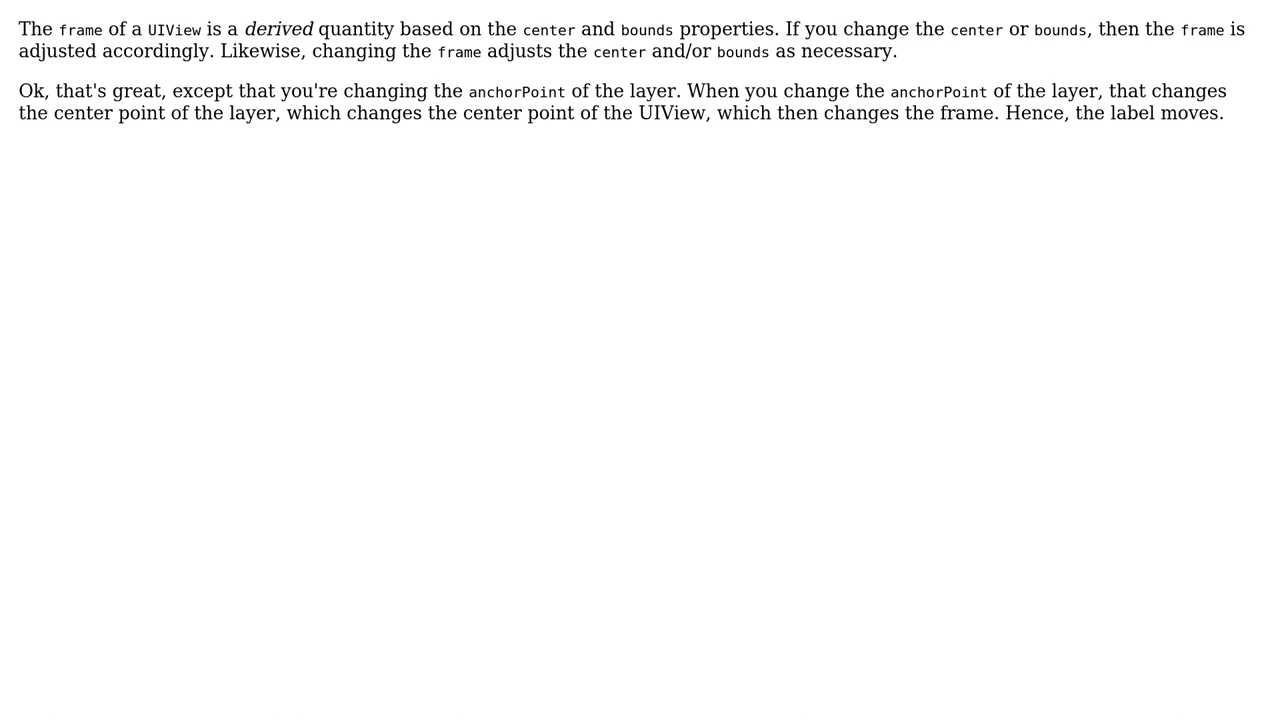 The frame of a UIView is a derived quantity based on the center and bounds properties. If you change the center or bounds, then the frame is
adjusted accordingly. Likewise, changing the frame adjusts the center and/or bounds as necessary.
Ok, that's great, except that you're changing the anchorPoint of the layer. When you change the anchorPoint of the layer, that changes
the center point of the layer, which changes the center point of the UIView, which then changes the frame. Hence, the label moves.